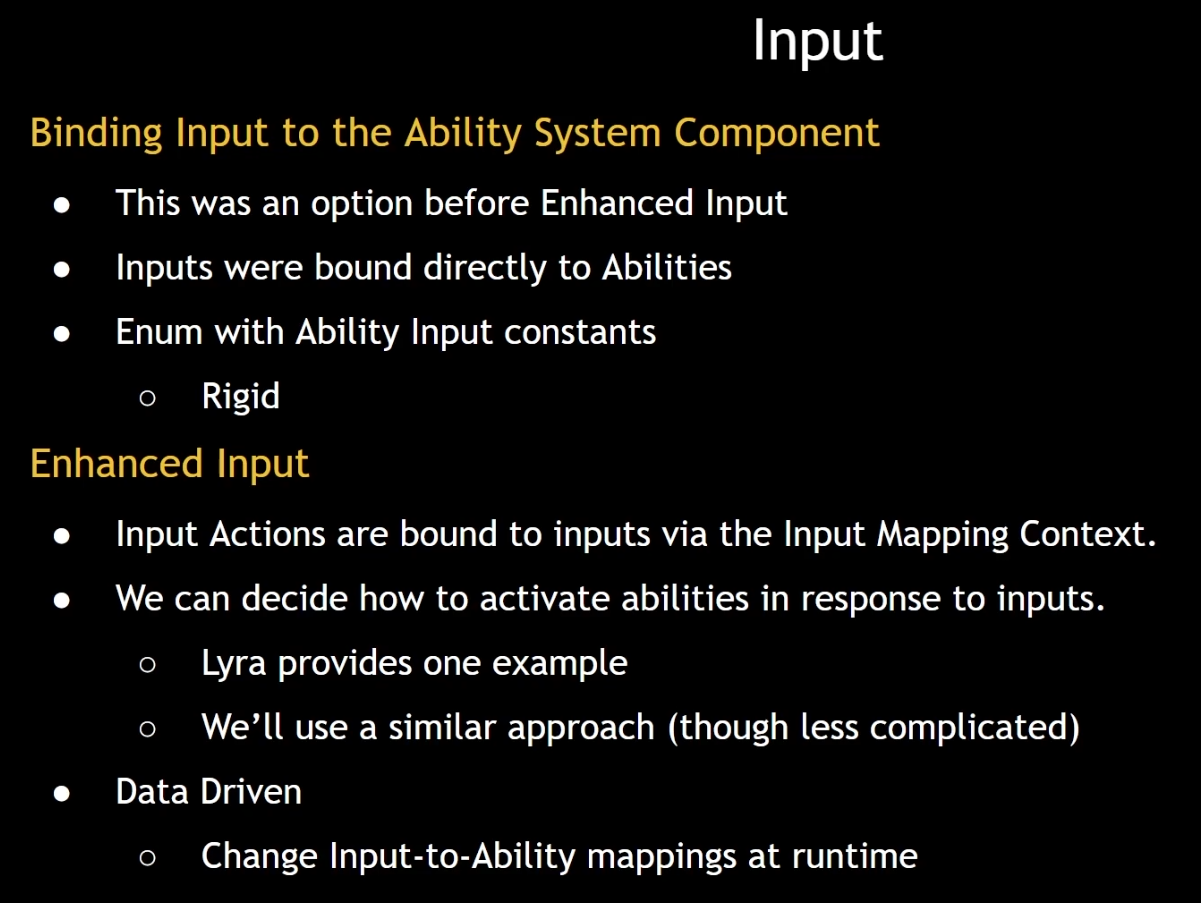 Input
Binding Input to the Ability System Component
● This was an option before Enhanced Input
● Inputs were bound directly to Abilities
● Enum with Ability Input constants
○ Rigid
Enhanced Input
● Input Actions are bound to inputs via the Input Mapping Context.
● We can decide how to activate abilities in response to inputs.
○ Lyra provides one example
○ We’ll use a similar approach (though less complicated)
● Data Driven
○ Change Input-to-Ability mappings at runtime